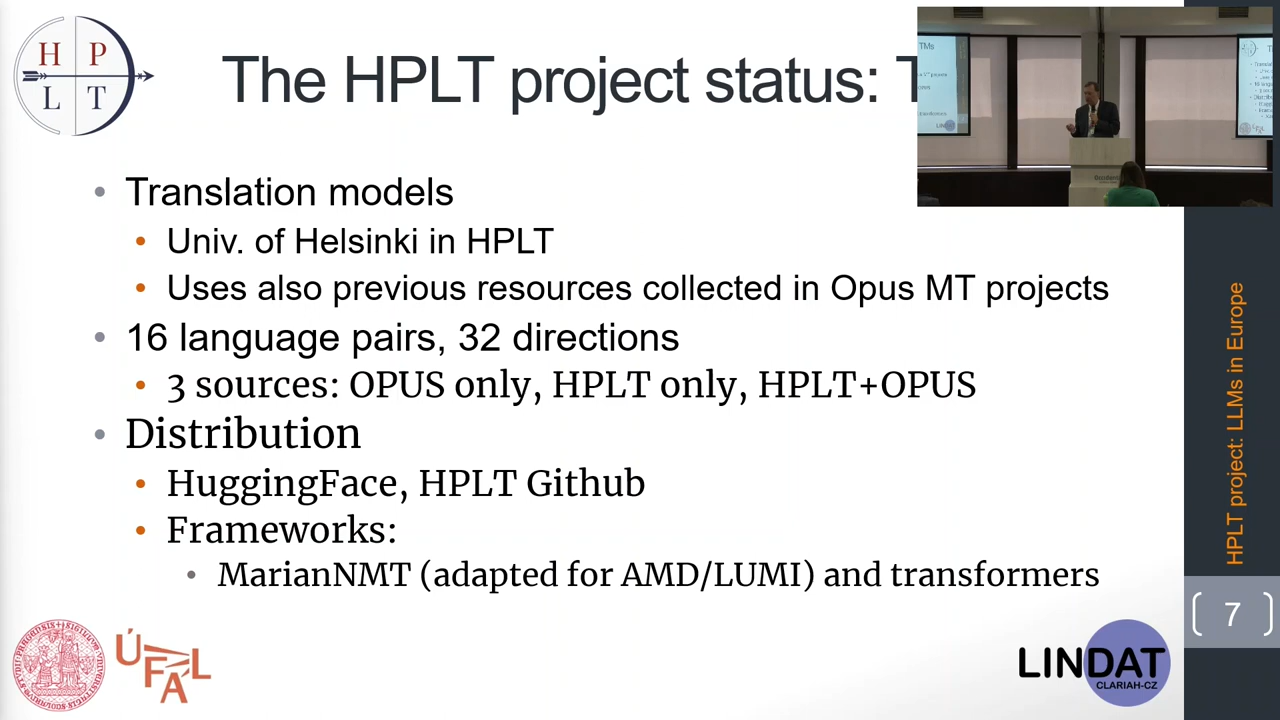 H P
L T
The HPLT project status: T
TMs
• Translation models
• Univ. of Helsinki in HPLT
• Uses also previous resources collected in Opus MT projects
• 16 language pairs, 32 directions
• 3 sources: OPUS only, HPLT only, HPLT+OPUS
• Distribution
• HuggingFace, HPLT Github
• Frameworks:
• MarianNMT (adapted for AMD/LUMI) and transformers
HPLT project: LLMs in Europe
7
ÚFAL
LINDAT
CLARIAH-CZ